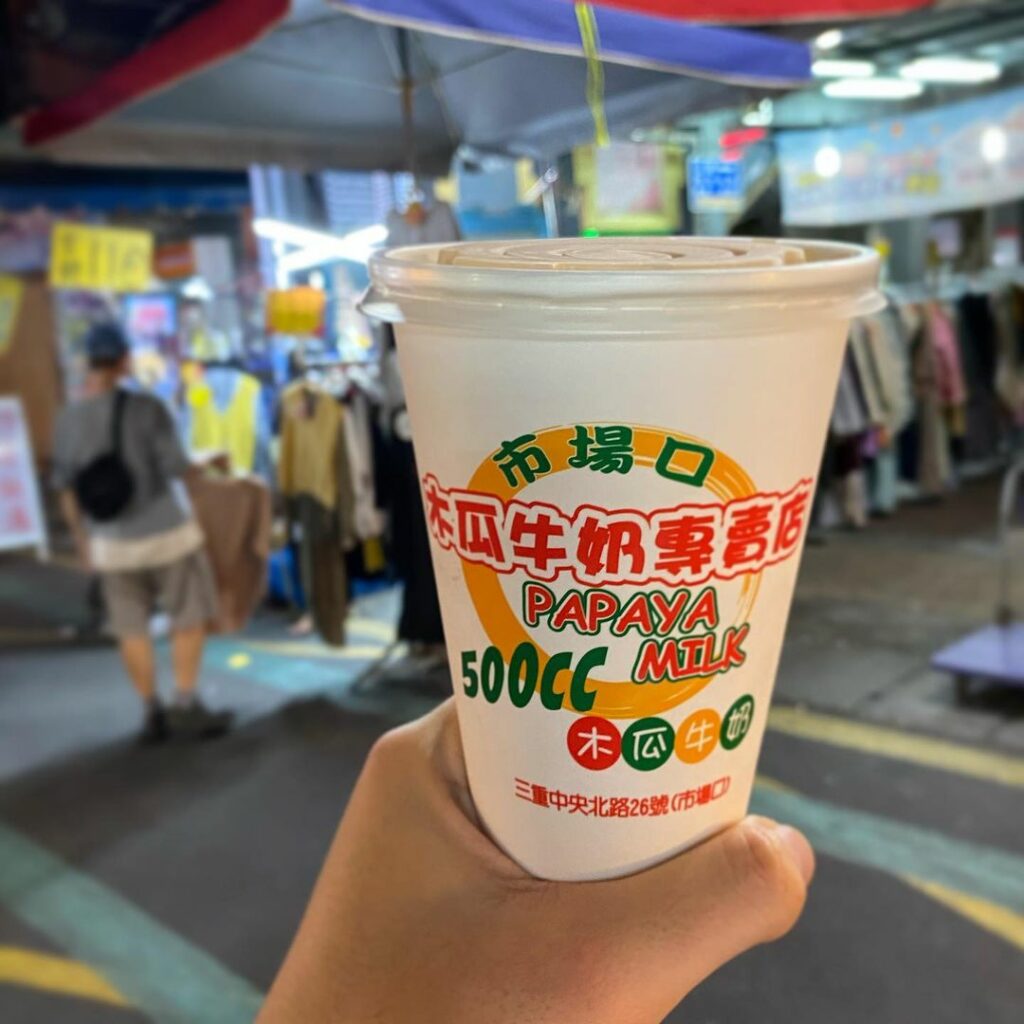 市場口
木瓜牛奶專賣店
PAPAYA
MILK
500CC
木瓜牛奶
三重中央北路26號(市場口)